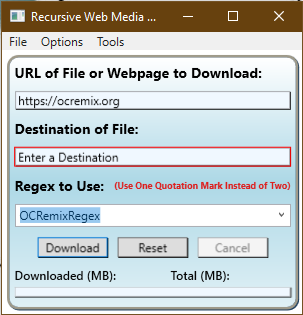 Recursive Web Media ...
File Options Tools
URL of File or Webpage to Download:
https://ocremix.org
Destination of File:
Enter a Destination
Regex to Use: (Use One Quotation Mark Instead of Two)
OCRemixRegex
Download Reset Cancel
Downloaded (MB): Total (MB):